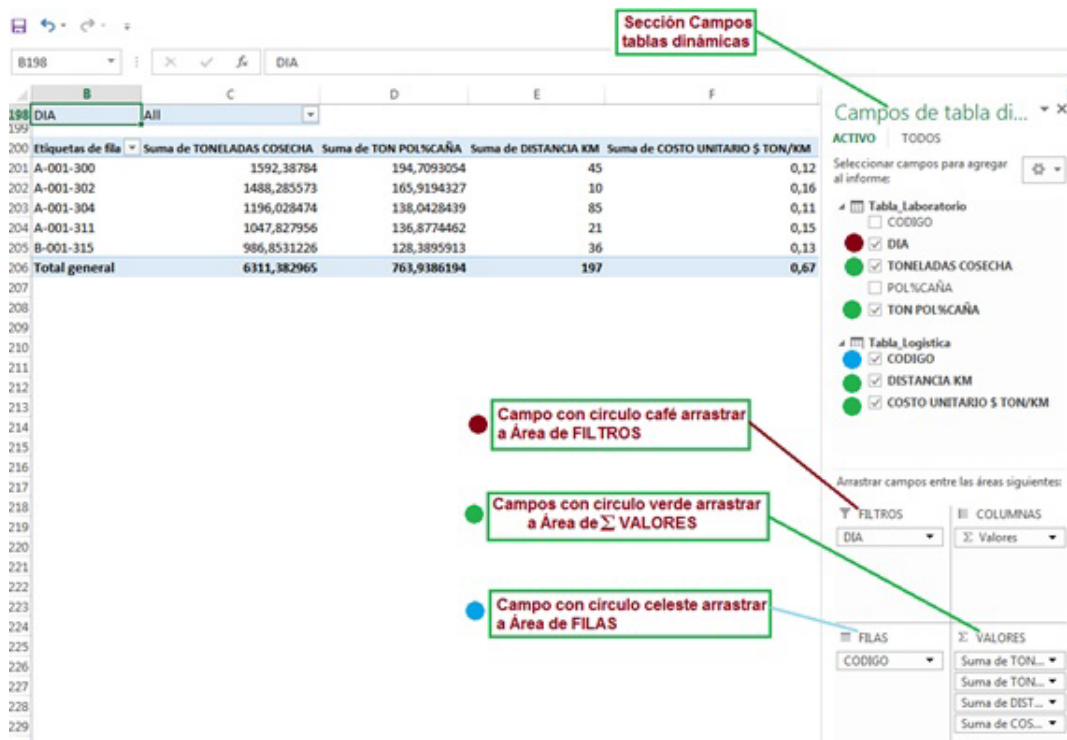 Sección Campos
tablas dinámicas
B198
fx
DIA
B C D E F
198 DIA All
199
200 Etiquetas de fila Suma de TONELADAS COSECHA Suma de TON POL%CAÑA Suma de DISTANCIA KM Suma de COSTO UNITARIO $ TON/KM
201 A-001-300 1592,38784 194,7093054 45 0,12
202 A-001-302 1488,285573 165,9194327 10 0,16
203 A-001-304 1196,028474 138,0428439 85 0,11
204 A-001-311 1047,827956 136,8774462 21 0,15
205 B-001-315 986,8531226 128,3895913 36 0,13
206 Total general 6311,382965 763,9386194 197 0,67
207
208
209
210
211
212
213
214
215
216
217
218
219
220
221
222
223
224
225
226
227
228
229
Campos de tabla di...
ACTIVO TODOS
Seleccionar campos para agregar
al informe:
Tabla_Laboratorio
CODIGO
DIA
TONELADAS COSECHA
POL%CAÑA
TON POL%CAÑA
Tabla_Logistica
CODIGO
DISTANCIA KM
COSTO UNITARIO $ TON/KM
Campo con círculo café arrastrar
a Área de FILTROS
Campos con círculo verde arrastrar
a Área de Σ VALORES
Campo con círculo celeste arrastrar
a Área de FILAS
Arrastrar campos entre las áreas siguientes:
FILTROS
DIA
COLUMNAS
Σ Valores
FILAS
CODIGO
Σ VALORES
Suma de TON...
Suma de TON...
Suma de DIST...
Suma de COS...